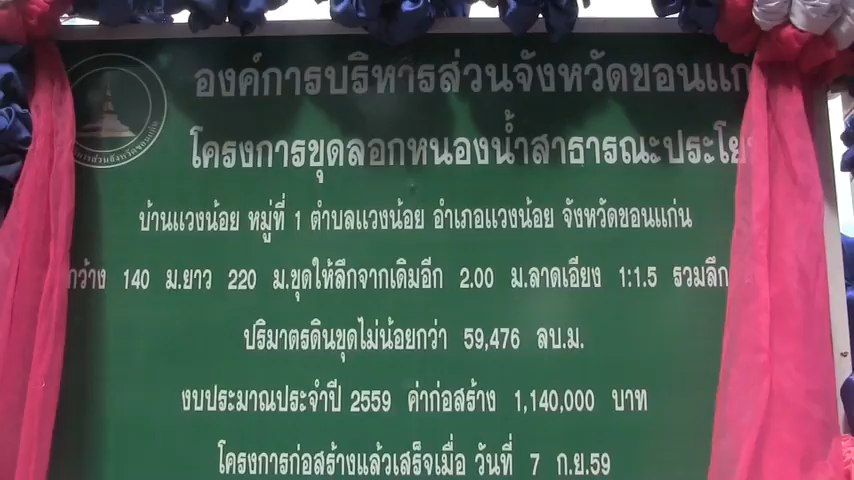 องค์การบริหารส่วนจังหวัดขอนแก
โครงการขุดลอกหนองน้ำสาธารณะประโย
บ้านแวงน้อย หมู่ที่ 1 ตำบลแวงน้อย อำเภอแวงน้อย จังหวัดขอนแก่น
กว้าง 140 ม.ยาว 220 ม.ขุดให้ลึกจากเดิมอีก 2.00 ม.ลาดเอียง 1:1.5 รวมลึก
ปริมาตรดินขุดไม่น้อยกว่า 59,476 ลบ.ม.
งบประมาณประจำปี 2559 ค่าก่อสร้าง 1,140,000 บาท
โครงการก่อสร้างแล้วเสร็จเมื่อ วันที่ 7 ก.ย.59